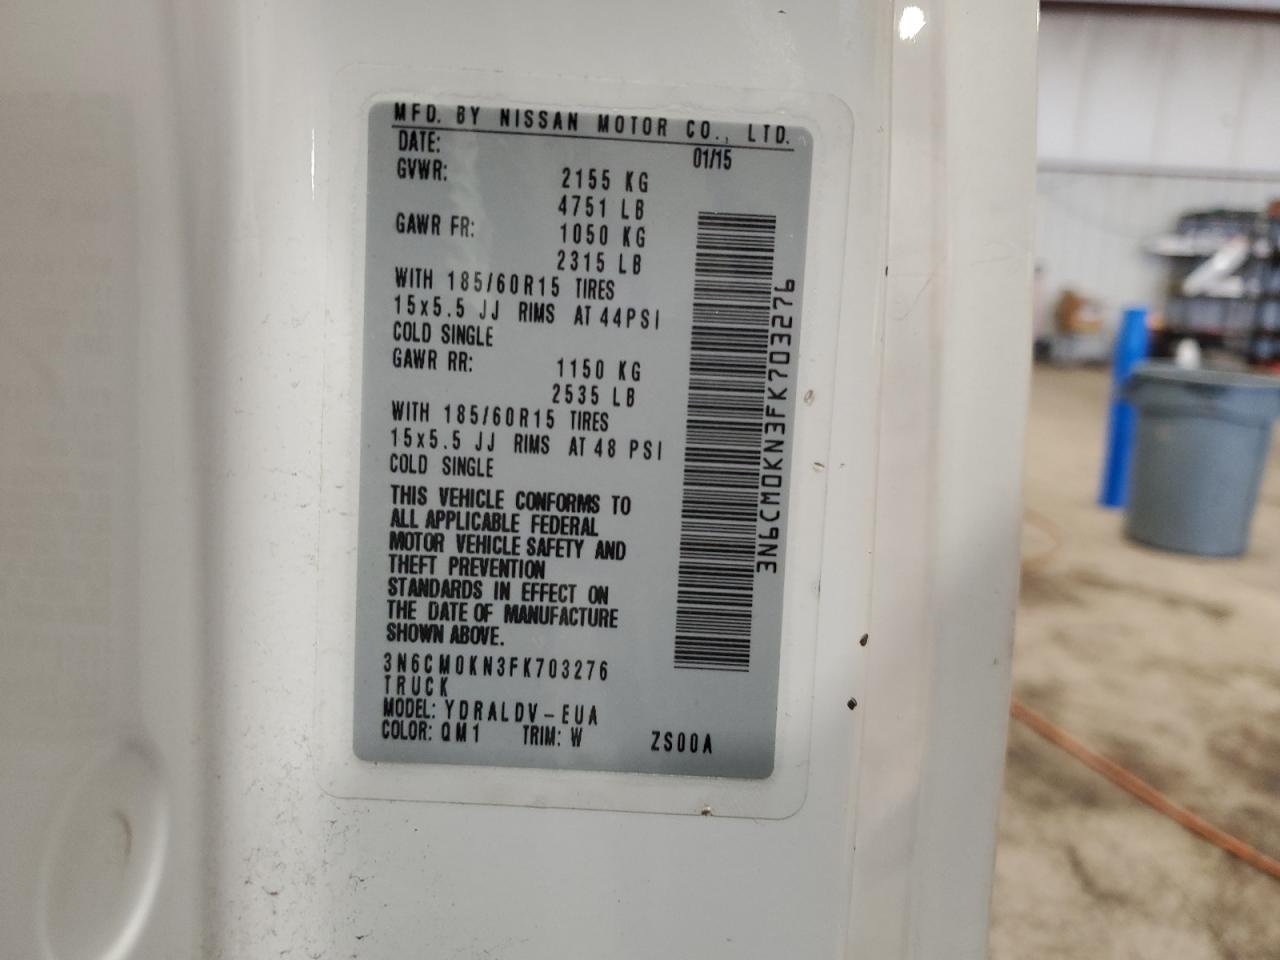 MFD. BY NISSAN MOTOR CO., LTD.
DATE: 01/15
GVWR: 2155 KG
4751 LB
GAWR FR: 1050 KG
2315 LB
WITH 185/60R15 TIRES
15x5.5 JJ RIMS AT 44PSI
COLD SINGLE
GAWR RR: 1150 KG
2535 LB
WITH 185/60R15 TIRES
15x5.5 JJ RIMS AT 48 PSI
COLD SINGLE
THIS VEHICLE CONFORMS TO
ALL APPLICABLE FEDERAL
MOTOR VEHICLE SAFETY AND
THEFT PREVENTION
STANDARDS IN EFFECT ON
THE DATE OF MANUFACTURE
SHOWN ABOVE.
3N6CM0KN3FK703276
TRUCK
MODEL: YDRALDV-EUA
COLOR: QM1 TRIM: W ZS00A
3N6CM0KN3FK703276